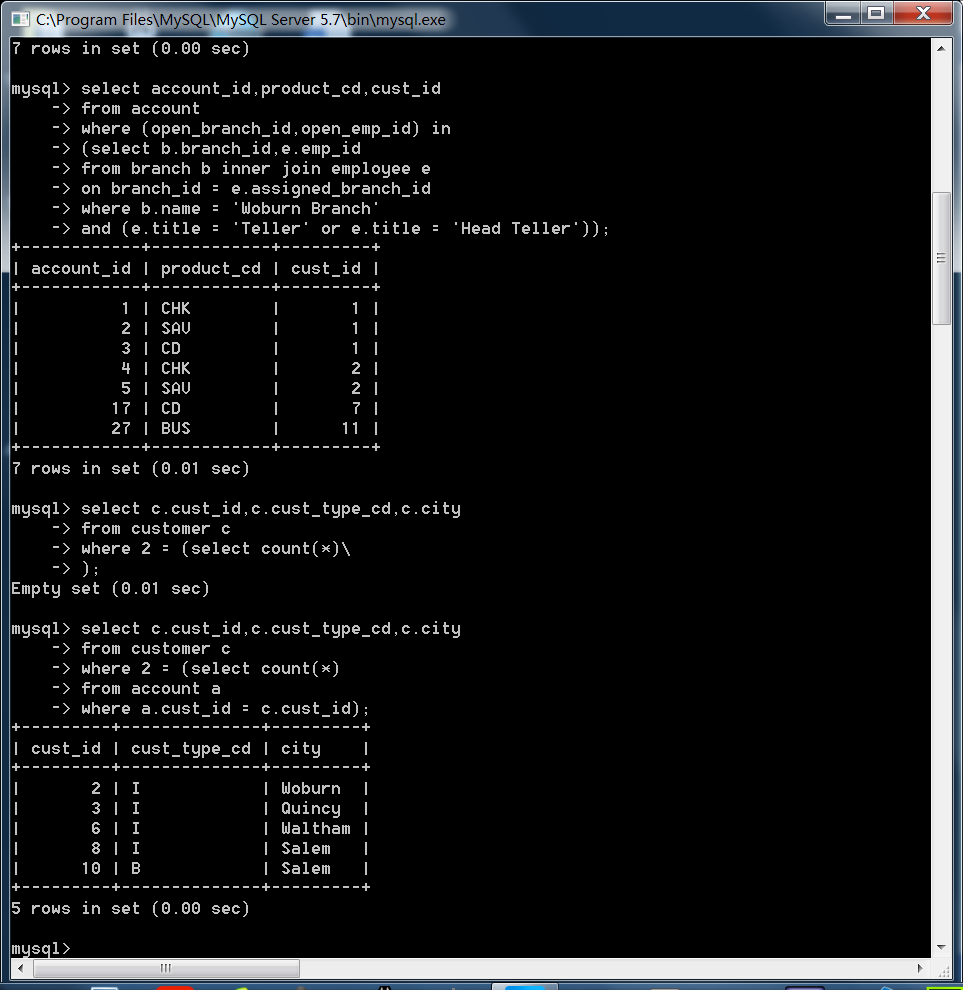 C:\Program Files\MySQL\MySQL Server 5.7\bin\mysql.exe
7 rows in set (0.00 sec)
mysql> select account_id,product_cd,cust_id
    -> from account
    -> where (open_branch_id,open_emp_id) in
    -> (select b.branch_id,e.emp_id
    -> from branch b inner join employee e
    -> on branch_id = e.assigned_branch_id
    -> where b.name = 'Woburn Branch'
    -> and (e.title = 'Teller' or e.title = 'Head Teller'));
+------------+------------+---------+
| account_id | product_cd | cust_id |
+------------+------------+---------+
|          1 | CHK        |       1 |
|          2 | SAV        |       1 |
|          3 | CD         |       1 |
|          4 | CHK        |       2 |
|          5 | SAV        |       2 |
|         17 | CD         |       7 |
|         27 | BUS        |      11 |
+------------+------------+---------+
7 rows in set (0.01 sec)
mysql> select c.cust_id,c.cust_type_cd,c.city
    -> from customer c
    -> where 2 = (select count(*)\
    -> );
Empty set (0.01 sec)
mysql> select c.cust_id,c.cust_type_cd,c.city
    -> from customer c
    -> where 2 = (select count(*)
    -> from account a
    -> where a.cust_id = c.cust_id);
+---------+--------------+---------+
| cust_id | cust_type_cd | city    |
+---------+--------------+---------+
|       2 | I            | Woburn  |
|       3 | I            | Quincy  |
|       6 | I            | Waltham |
|       8 | I            | Salem   |
|      10 | B            | Salem   |
+---------+--------------+---------+
5 rows in set (0.00 sec)
mysql>